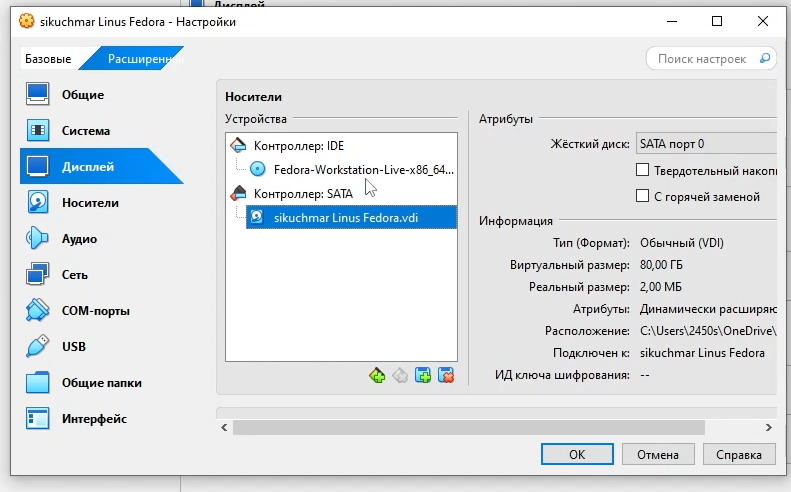 Дисплей
sikuchmar Linus Fedora - Настройки
Базовые
Расширенн
Поиск настроек
Общие
Система
Дисплей
Носители
Аудио
Сеть
COM-порты
USB
Общие папки
Интерфейс
Носители
Устройства
Контроллер: IDE
Fedora-Workstation-Live-x86_64...
Контроллер: SATA
sikuchmar Linus Fedora.vdi
Атрибуты
Жёсткий диск: SATA порт 0
Твердотельный накопи
С горячей заменой
Информация
Тип (Формат): Обычный (VDI)
Виртуальный размер: 80,00 ГБ
Реальный размер: 2,00 МБ
Атрибуты: Динамически расширяю
Расположение: C:\Users\2450s\OneDrive\
Подключен к: sikuchmar Linus Fedora
ИД ключа шифрования: --
OK
Отмена
Справка